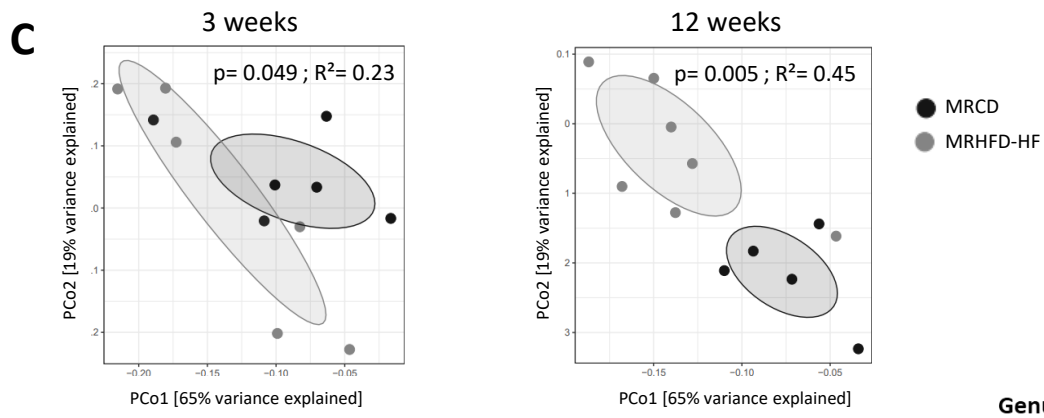 C
3 weeks
12 weeks
p= 0.049 ; R²= 0.23
p= 0.005 ; R²= 0.45
PCo2 [19% variance explained]
.2
.1
.0
.1
.2
−0.20
−0.15
−0.10
−0.05
PCo1 [65% variance explained]
PCo2 [19% variance explained]
0.1
0
1
2
3
−0.15
−0.10
−0.05
PCo1 [65% variance explained]
MRCD
MRHFD-HF
Genu